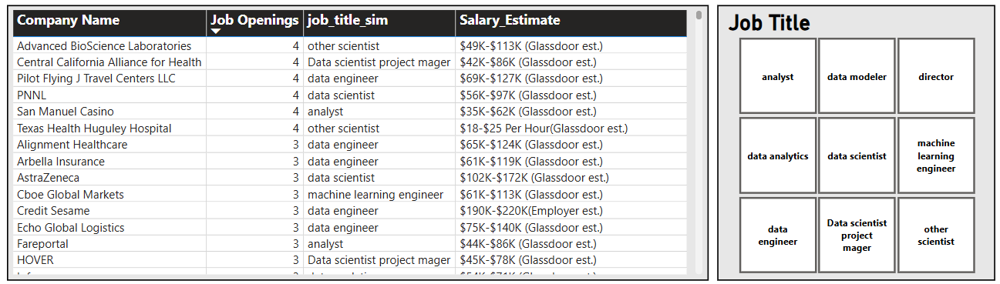 Company Name Job Openings job_title_sim Salary_Estimate
Advanced BioScience Laboratories 4 other scientist $49K-$113K (Glassdoor est.)
Central California Alliance for Health 4 Data scientist project mager $42K-$86K (Glassdoor est.)
Pilot Flying J Travel Centers LLC 4 data engineer $69K-$127K (Glassdoor est.)
PNNL 4 data scientist $56K-$97K (Glassdoor est.)
San Manuel Casino 4 analyst $35K-$62K (Glassdoor est.)
Texas Health Huguley Hospital 4 other scientist $18-$25 Per Hour(Glassdoor est.)
Alignment Healthcare 3 data engineer $65K-$124K (Glassdoor est.)
Arbella Insurance 3 data engineer $61K-$119K (Glassdoor est.)
AstraZeneca 3 data scientist $102K-$172K (Glassdoor est.)
Cboe Global Markets 3 machine learning engineer $61K-$113K (Glassdoor est.)
Credit Sesame 3 data engineer $190K-$220K(Employer est.)
Echo Global Logistics 3 data engineer $75K-$140K (Glassdoor est.)
Fareportal 3 analyst $44K-$86K (Glassdoor est.)
HOVER 3 Data scientist project mager $45K-$78K (Glassdoor est.)
Job Title
analyst
data modeler
director
data analytics
data scientist
machine
learning
engineer
data
engineer
Data scientist
project
mager
other
scientist